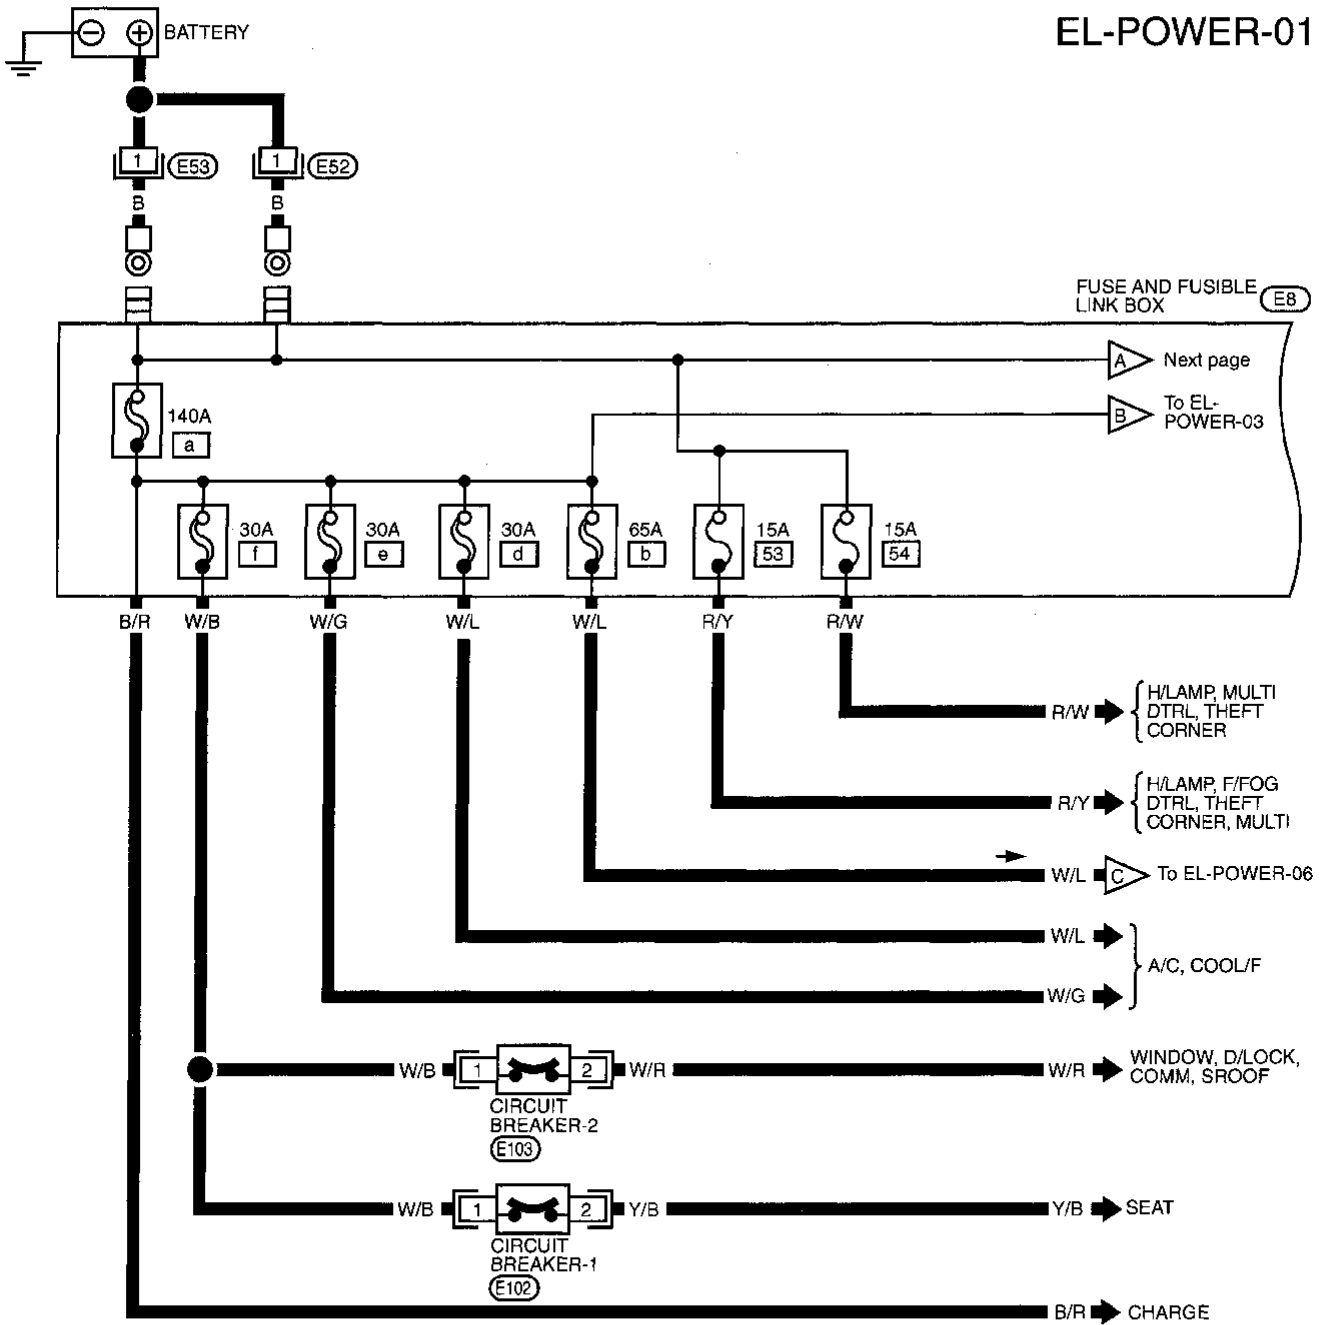 EL-POWER-01
− + BATTERY
1 E53 1 E52
B B
FUSE AND FUSIBLE
LINK BOX E8
A Next page
B To EL-
POWER-03
140A
a
30A 30A 30A 65A 15A 15A
f e d b 53 54
B/R W/B W/G W/L W/L R/Y R/W
H/LAMP, MULTI
R/W DTRL, THEFT
CORNER
H/LAMP, F/FOG
R/Y DTRL, THEFT
CORNER, MULTI
W/L C To EL-POWER-06
W/L
A/C, COOL/F
W/G
W/B 1 2 W/R W/R WINDOW, D/LOCK,
COMM, SROOF
CIRCUIT
BREAKER-2
E103
W/B 1 2 Y/B Y/B SEAT
CIRCUIT
BREAKER-1
E102
B/R CHARGE